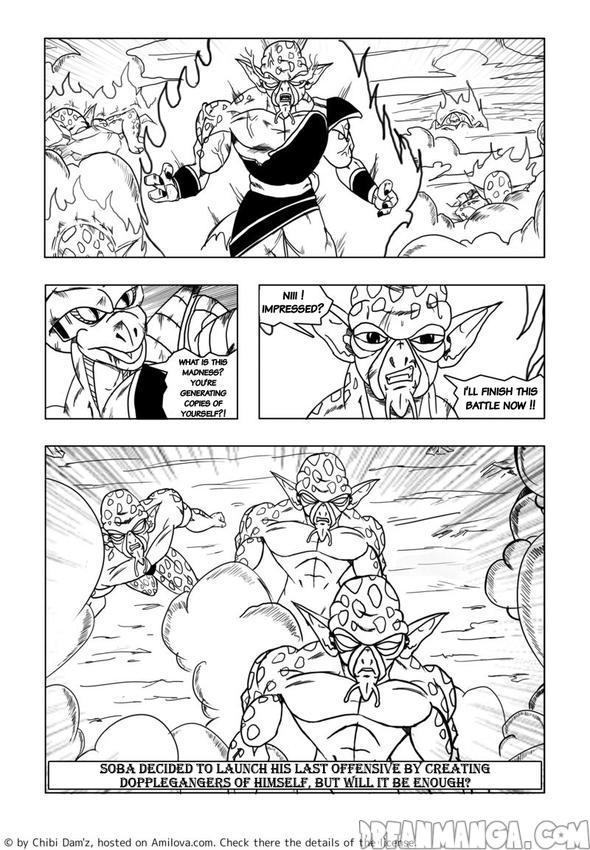 WHAT IS THIS
MADNESS?
YOU'RE
GENERATING
COPIES OF
YOURSELF?!
NIII !
IMPRESSED?
I'LL FINISH THIS
BATTLE NOW !!
SOBA DECIDED TO LAUNCH HIS LAST OFFENSIVE BY CREATING
DOPPLEGANGERS OF HIMSELF, BUT WILL IT BE ENOUGH?
© by Chibi Dam'z, hosted on Amilova.com. Check there the details of the license.
DREAMMANGA.COM